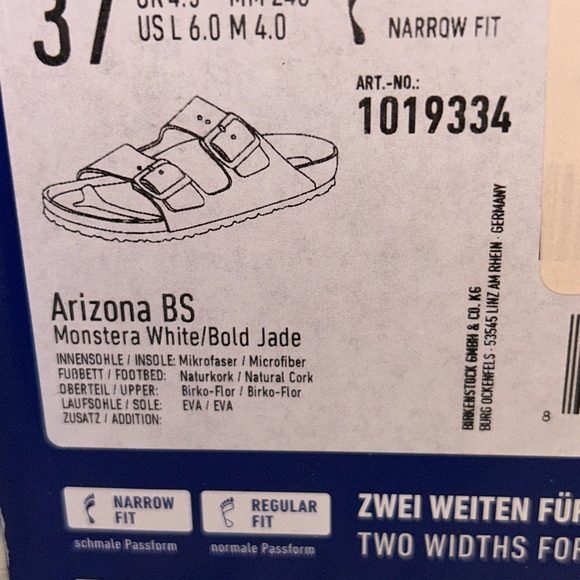 37
US L 6.0 M 4.0
NARROW FIT
ART.-NO.:
1019334
Arizona BS
Monstera White/Bold Jade
INNENSOHLE / INSOLE: Mikrofaser / Microfiber
FUẞBETT / FOOTBED: Naturkork / Natural Cork
OBERTEIL / UPPER: Birko-Flor / Birko-Flor
LAUFSOHLE / SOLE: EVA / EVA
ZUSATZ / ADDITION:
BIRKENSTOCK GMBH & CO. KG
BURG OCKENFELS · 53545 LINZ AM RHEIN · GERMANY
8
NARROW
FIT
schmale Passform
REGULAR
FIT
normale Passform
ZWEI WEITEN FÜR
TWO WIDTHS FOR